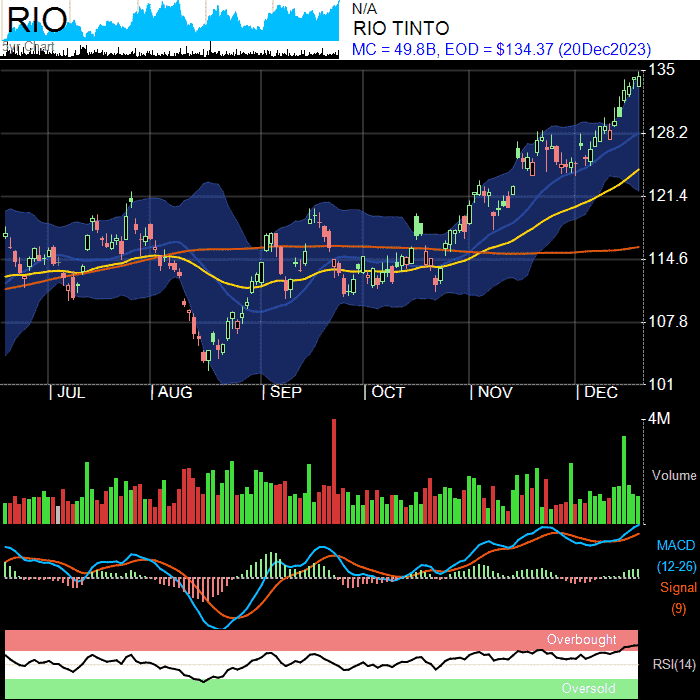 RIO
5yr Chart
N/A
RIO TINTO
MC = 49.8B, EOD = $134.37 (20Dec2023)
135
128.2
121.4
114.6
107.8
101
JUL AUG SEP OCT NOV DEC
4M
Volume
MACD
(12-26)
Signal
(9)
Overbought
RSI(14)
Oversold